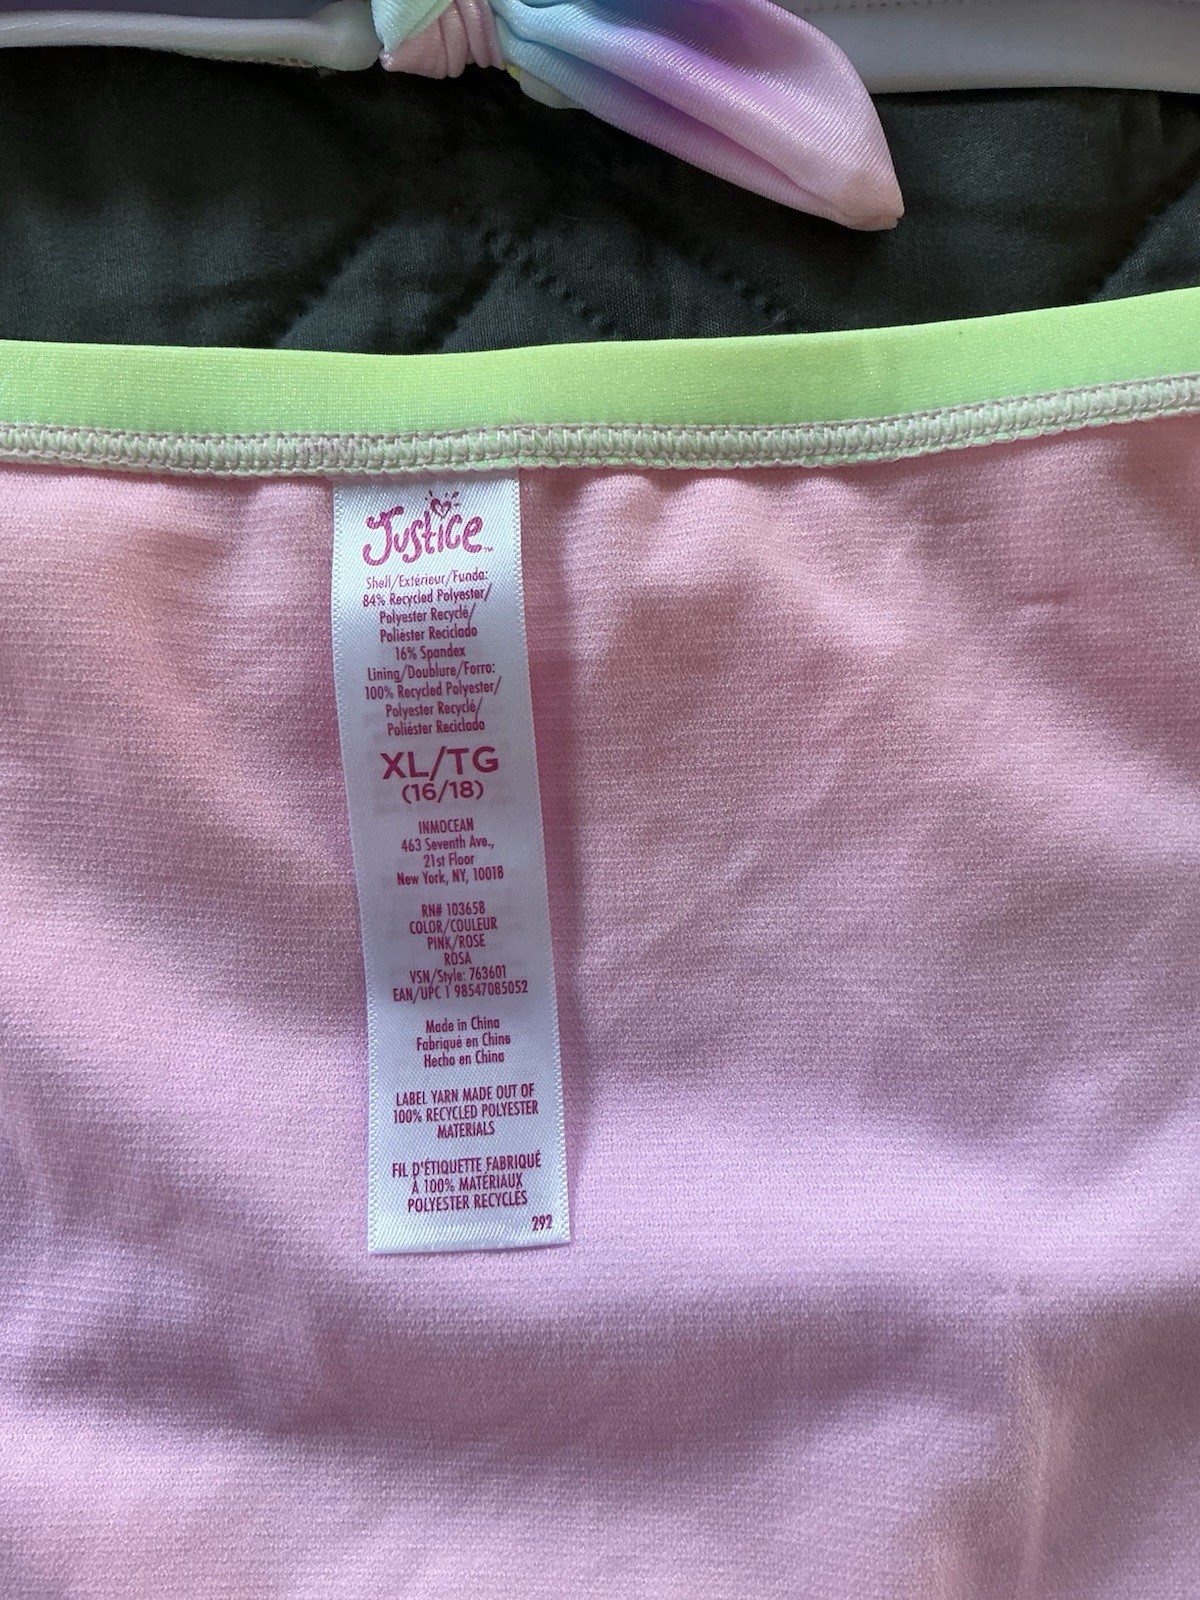 Justice™
Shell/Extérieur/Funda:
84% Recycled Polyester/
Polyester Recyclé/
Poliéster Reciclado
16% Spandex
Lining/Doublure/Forro:
100% Recycled Polyester/
Polyester Recyclé/
Poliéster Reciclado
XL/TG
(16/18)
INMOCEAN
463 Seventh Ave.,
21st Floor
New York, NY, 10018
RN# 103658
COLOR/COULEUR
PINK/ROSE
ROSA
VSN/Style: 763601
EAN/UPC 1 98547085052
Made in China
Fabriqué en Chine
Hecho en China
LABEL YARN MADE OUT OF
100% RECYCLED POLYESTER
MATERIALS
FIL D'ÉTIQUETTE FABRIQUÉ
À 100% MATÉRIAUX
POLYESTER RECYCLÉS
292